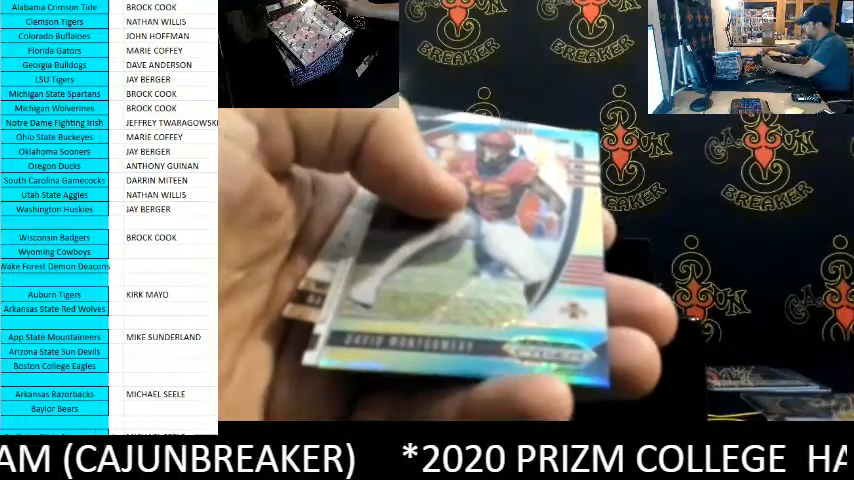 Alabama Crimson Tide BROCK COOK
Clemson Tigers NATHAN WILLIS
Colorado Buffaloes JOHN HOFFMAN
Florida Gators MARIE COFFEY
Georgia Bulldogs DAVE ANDERSON
LSU Tigers JAY BERGER
Michigan State Spartans BROCK COOK
Michigan Wolverines BROCK COOK
Notre Dame Fighting Irish JEFFREY TWARAGOWSK
Ohio State Buckeyes MARIE COFFEY
Oklahoma Sooners JAY BERGER
Oregon Ducks ANTHONY GUINAN
South Carolina Gamecocks DARRIN MITEEN
Utah State Aggies NATHAN WILLIS
Washington Huskies JAY BERGER
Wisconsin Badgers BROCK COOK
Wyoming Cowboys
Wake Forest Demon Deacons
Auburn Tigers KIRK MAYO
Arkansas State Red Wolves
App State Mountaineers MIKE SUNDERLAND
Arizona State Sun Devils
Boston College Eagles
Arkansas Razorbacks MICHAEL SEELE
Baylor Bears
BREAKER
BREAKER
BREAKER
BREAKER
BREAKER
DAVID MONTGOMERY
PRIZM
AM (CAJUNBREAKER) *2020 PRIZM COLLEGE HA